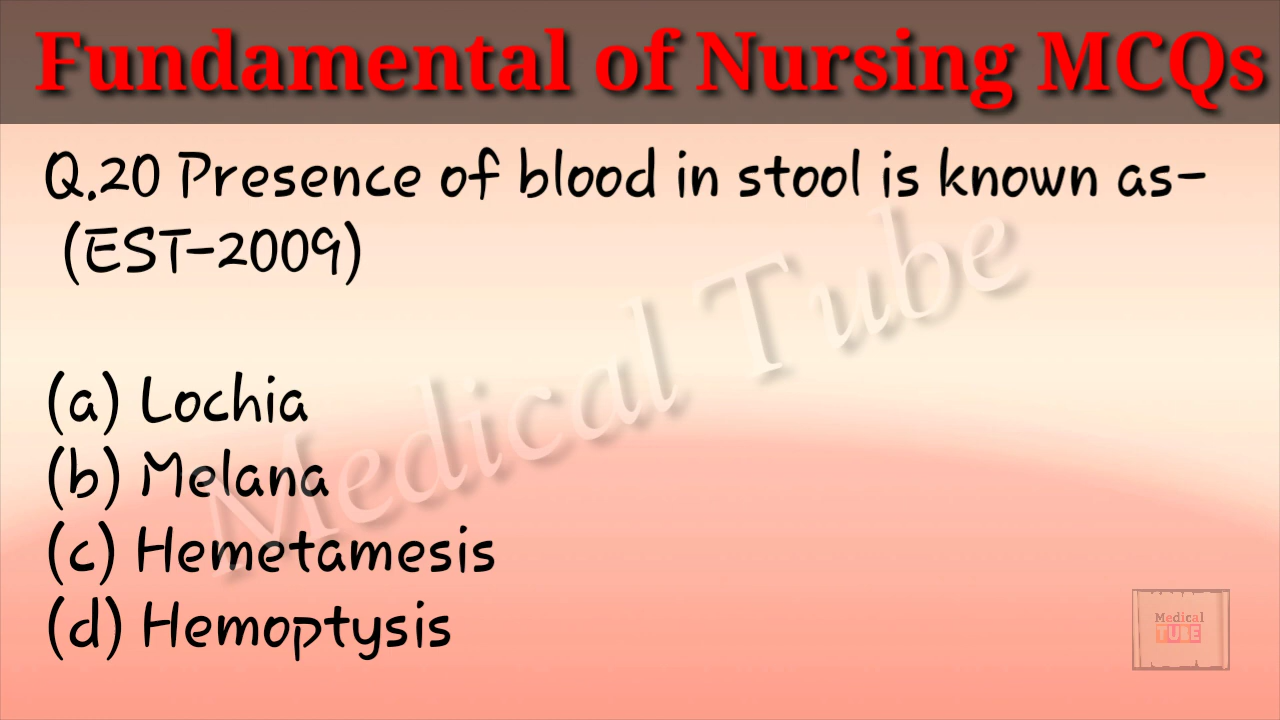 Fundamental of Nursing MCQs
Q.20 Presence of blood in stool is known as-
(EST-2009)
(a) Lochia
(b) Melana
(c) Hemetamesis
(d) Hemoptysis
Medical Tube
Medical
TUBE